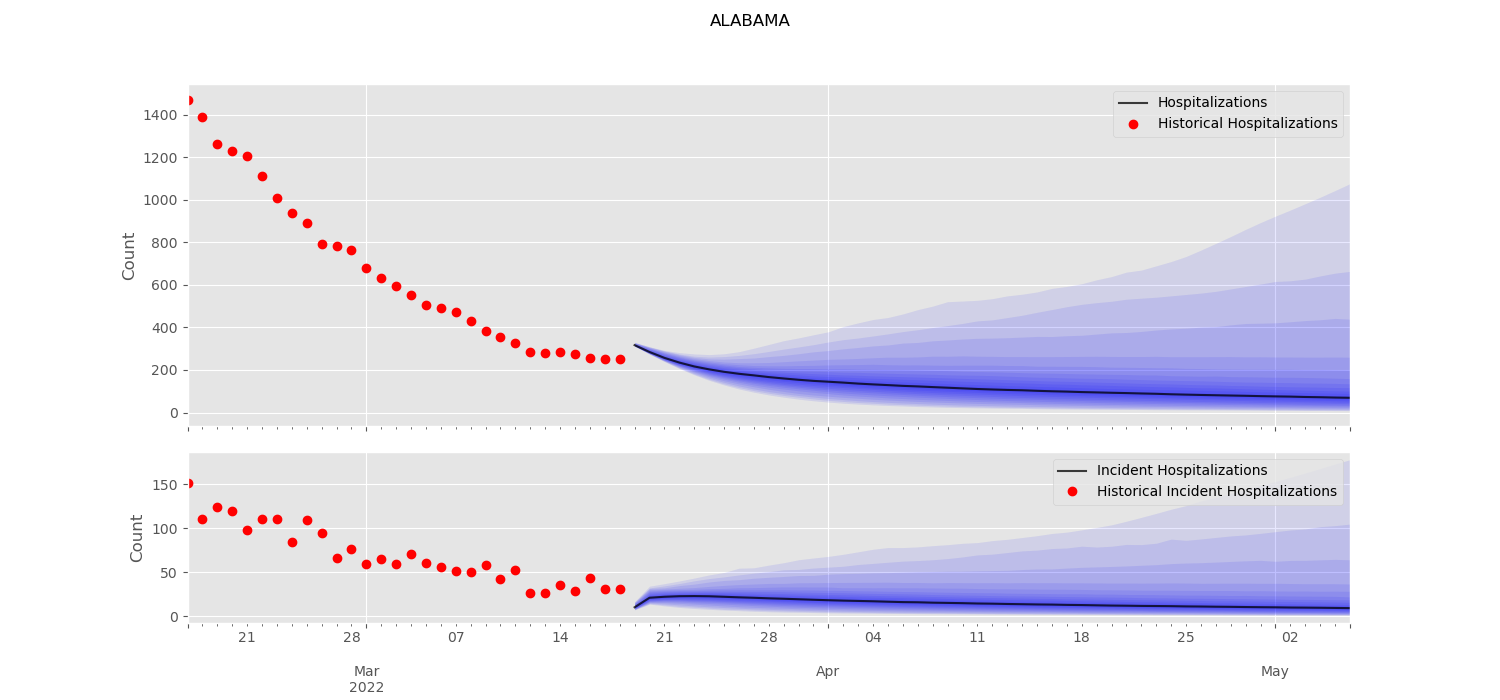 ALABAMA
Count
1400
1200
1000
800
600
400
200
0
Hospitalizations
Historical Hospitalizations
Count
150
100
50
0
Incident Hospitalizations
Historical Incident Hospitalizations
21 28 07 14 21 28 04 11 18 25 02
Mar Apr May
2022